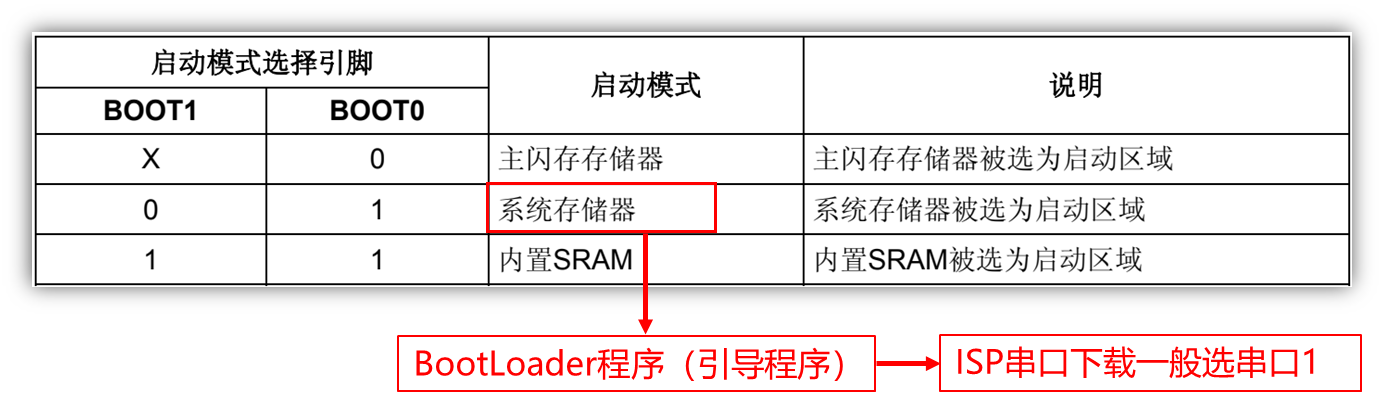 启动模式选择引脚 启动模式 说明
BOOT1 BOOT0
X 0 主闪存存储器 主闪存存储器被选为启动区域
0 1 系统存储器 系统存储器被选为启动区域
1 1 内置SRAM 内置SRAM被选为启动区域
BootLoader程序（引导程序） ISP串口下载一般选串口1